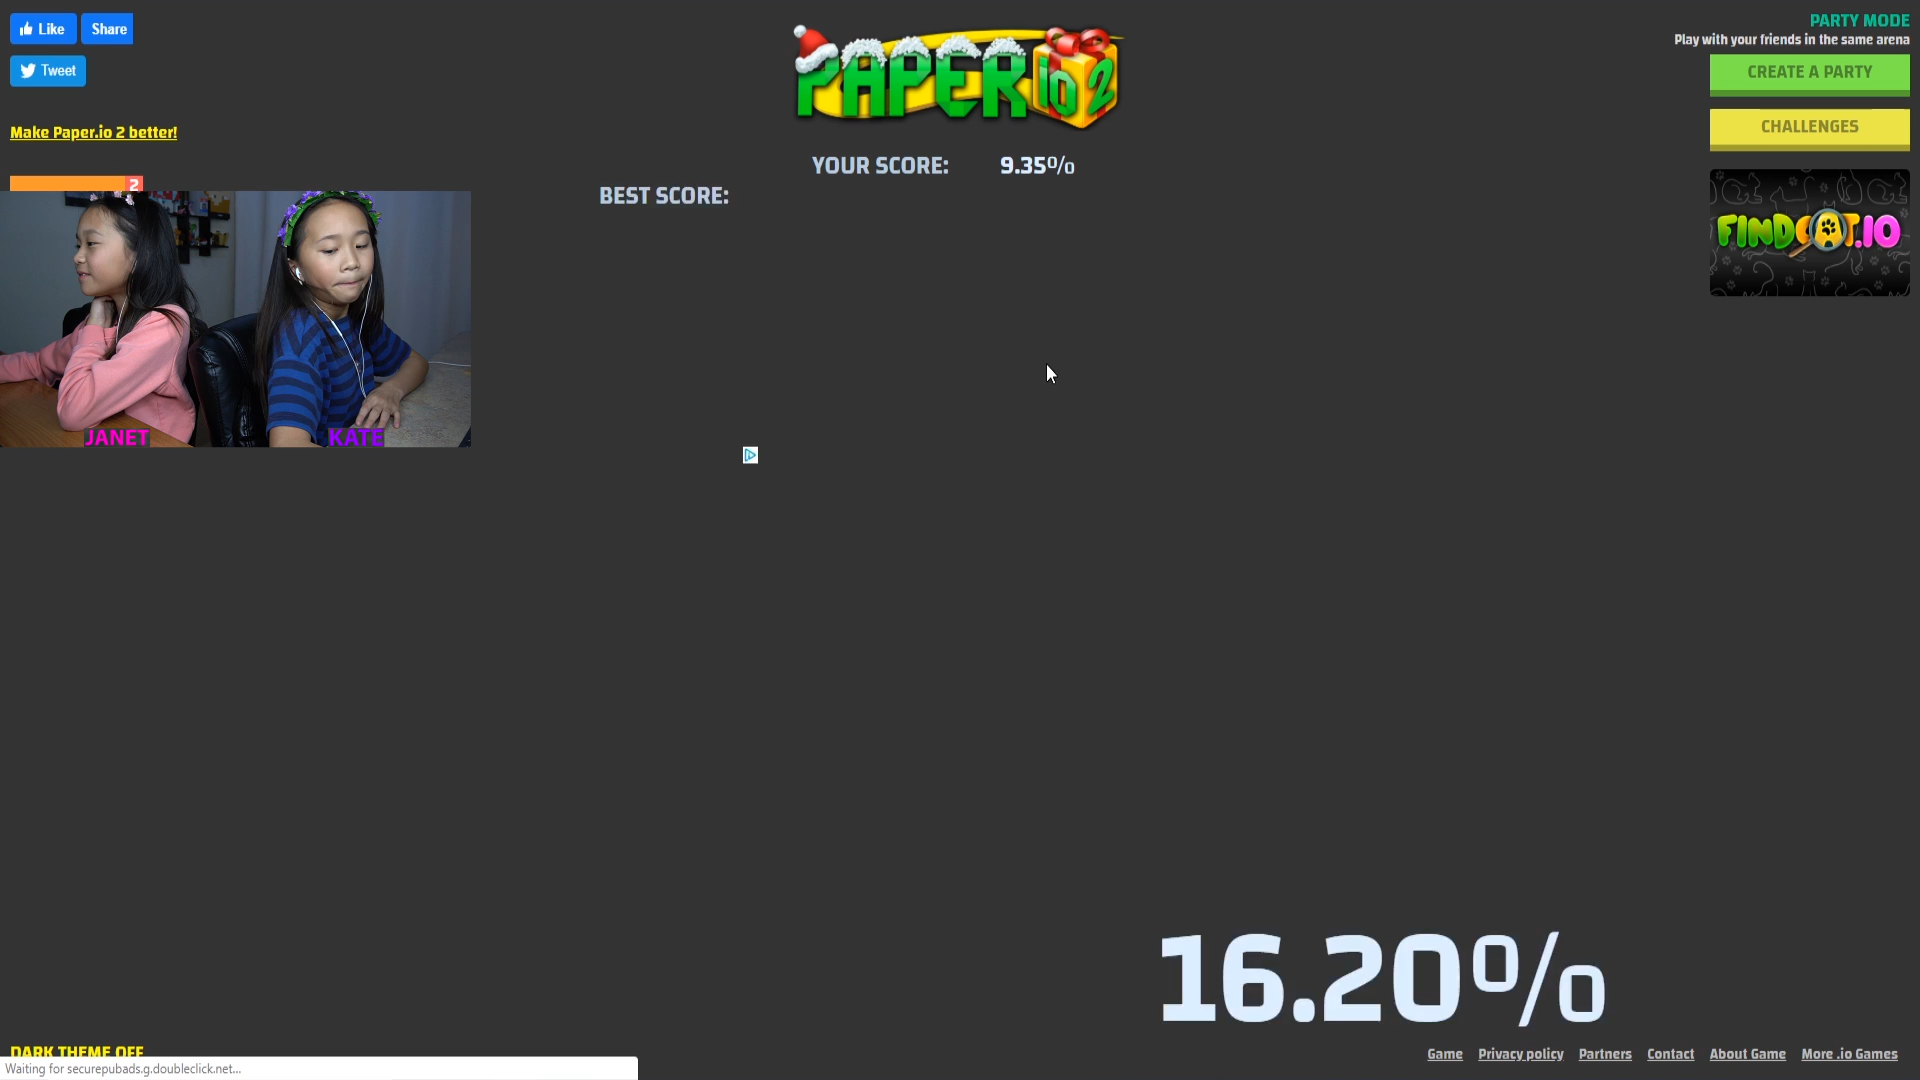 Like Share
Tweet
Make Paper.io 2 better!
2
JANET
KATE
PAPER io 2
YOUR SCORE: 9.35%
BEST SCORE:
PARTY MODE
Play with your friends in the same arena
CREATE A PARTY
CHALLENGES
FINDCAT.IO
16.20%
DARK THEME OFF
Waiting for securepubads.g.doubleclick.net...
Game Privacy policy Partners Contact About Game More .io Games